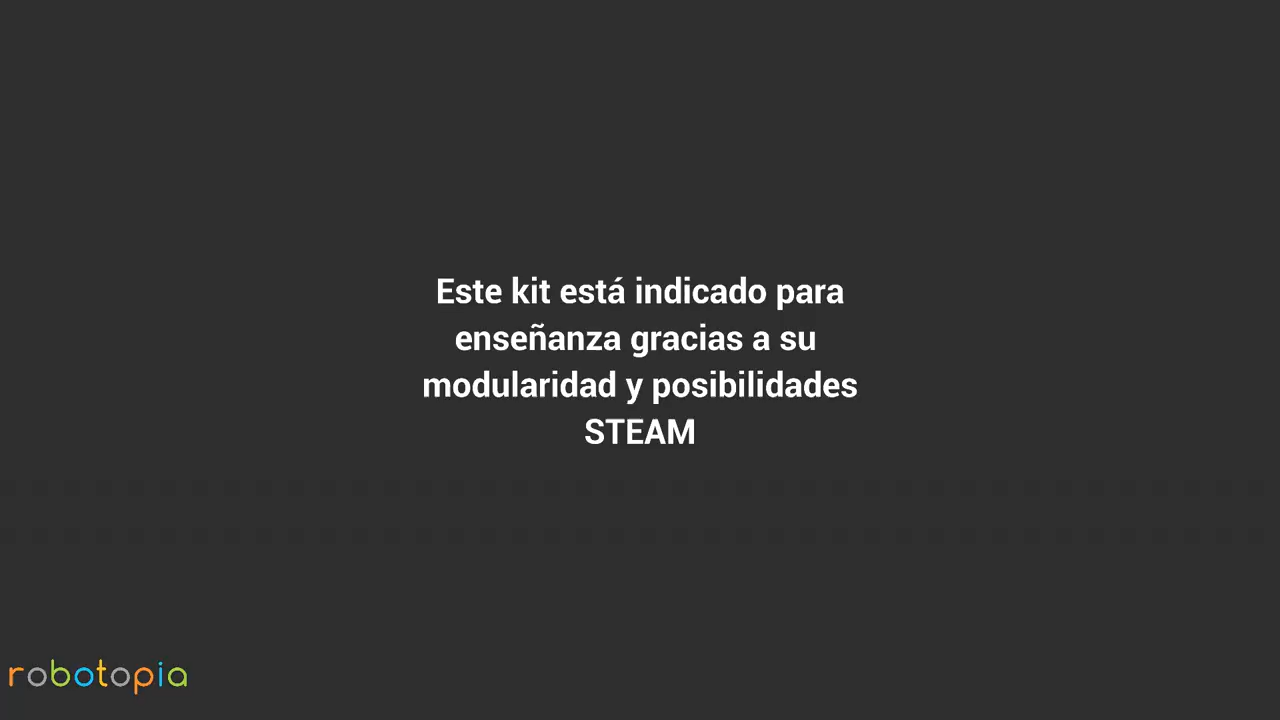 Este kit está indicado para
enseñanza gracias a su
modularidad y posibilidades
STEAM
robotopia